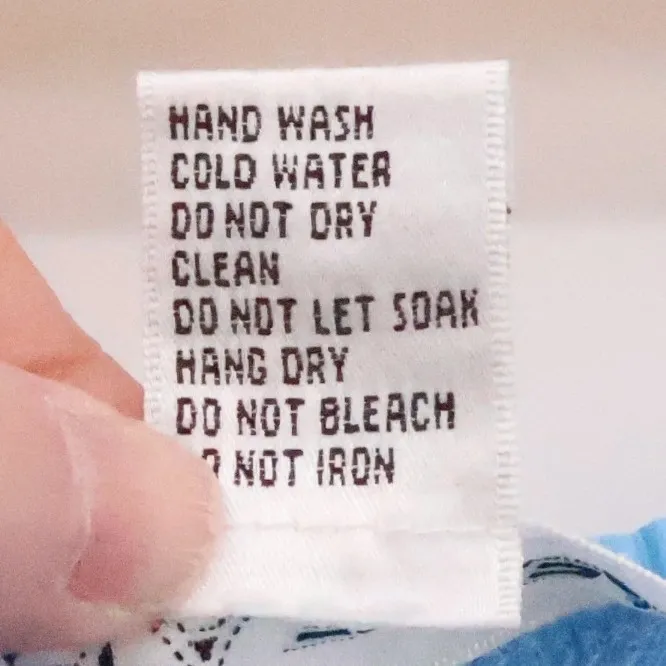 HAND WASH
COLD WATER
DO NOT DRY
CLEAN
DO NOT LET SOAK
HANG DRY
DO NOT BLEACH
DO NOT IRON